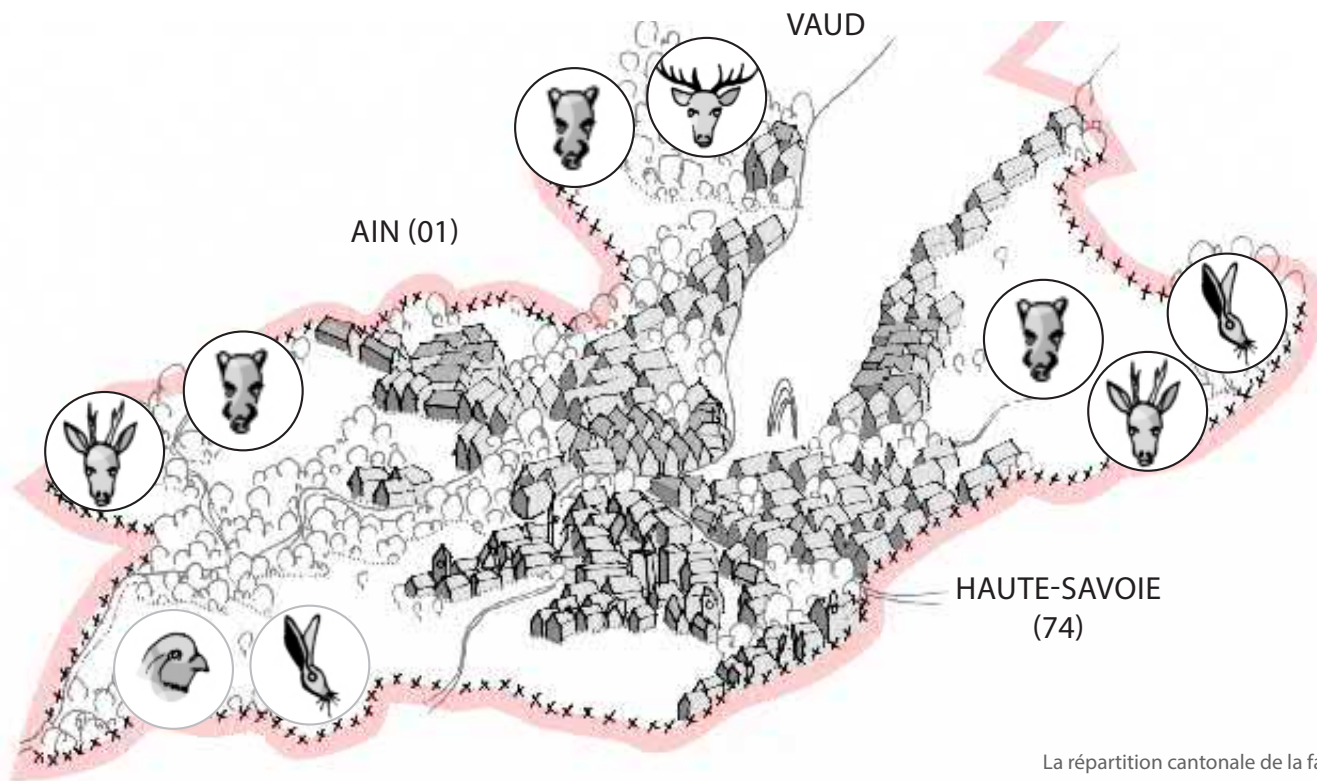 VAUD
AIN (01)
HAUTE-SAVOIE
(74)
La répartition cantonale de la fa